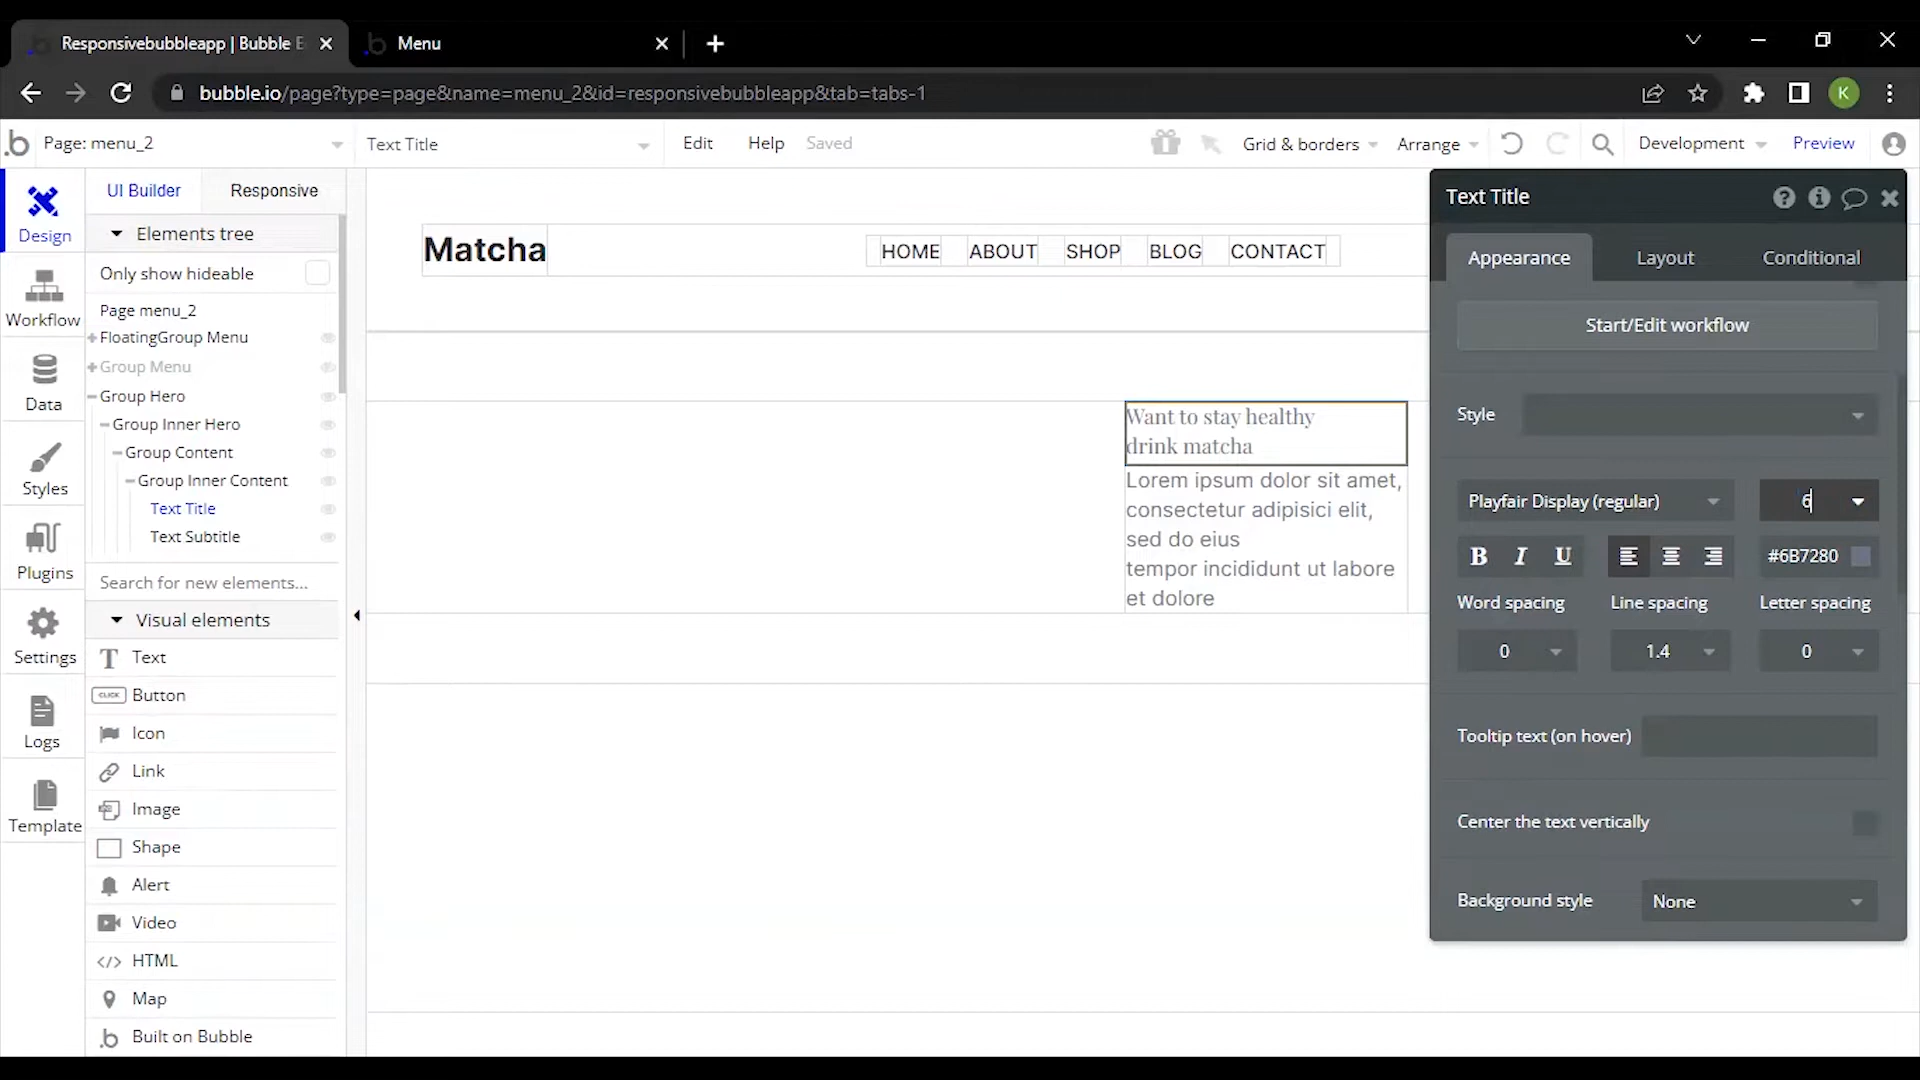 Responsivebubbleapp | Bubble E
Menu
bubble.io/page?type=page&name=menu_2&id=responsivebubbleapp&tab=tabs-1
K
Page: menu_2
Text Title
Edit
Help
Saved
Grid & borders
Arrange
Development
Preview
Design
Workflow
Data
Styles
Plugins
Settings
Logs
Template
UI Builder
Responsive
Elements tree
Only show hideable
Page menu_2
FloatingGroup Menu
Group Menu
Group Hero
Group Inner Hero
Group Content
Group Inner Content
Text Title
Text Subtitle
Search for new elements...
Visual elements
Text
CLICK Button
Icon
Link
Image
Shape
Alert
Video
HTML
Map
Built on Bubble
Matcha
HOME ABOUT SHOP BLOG CONTACT
Want to stay healthy
drink matcha
Lorem ipsum dolor sit amet,
consectetur adipisici elit,
sed do eius
tempor incididunt ut labore
et dolore
Text Title
Appearance
Layout
Conditional
Start/Edit workflow
Style
Playfair Display (regular)
6
B I U
#6B7280
Word spacing
Line spacing
Letter spacing
0
1.4
0
Tooltip text (on hover)
Center the text vertically
Background style
None